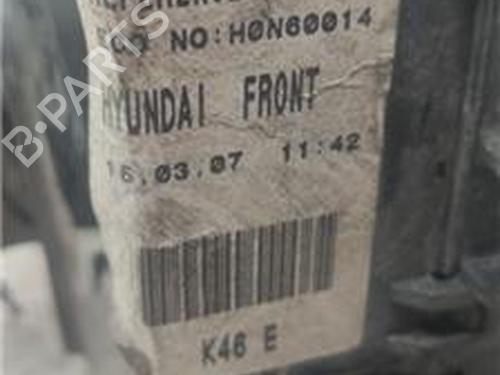 NO:H0N60014
HYUNDAI FRONT
16.03.07 11:42
K46 E
B-PARTS